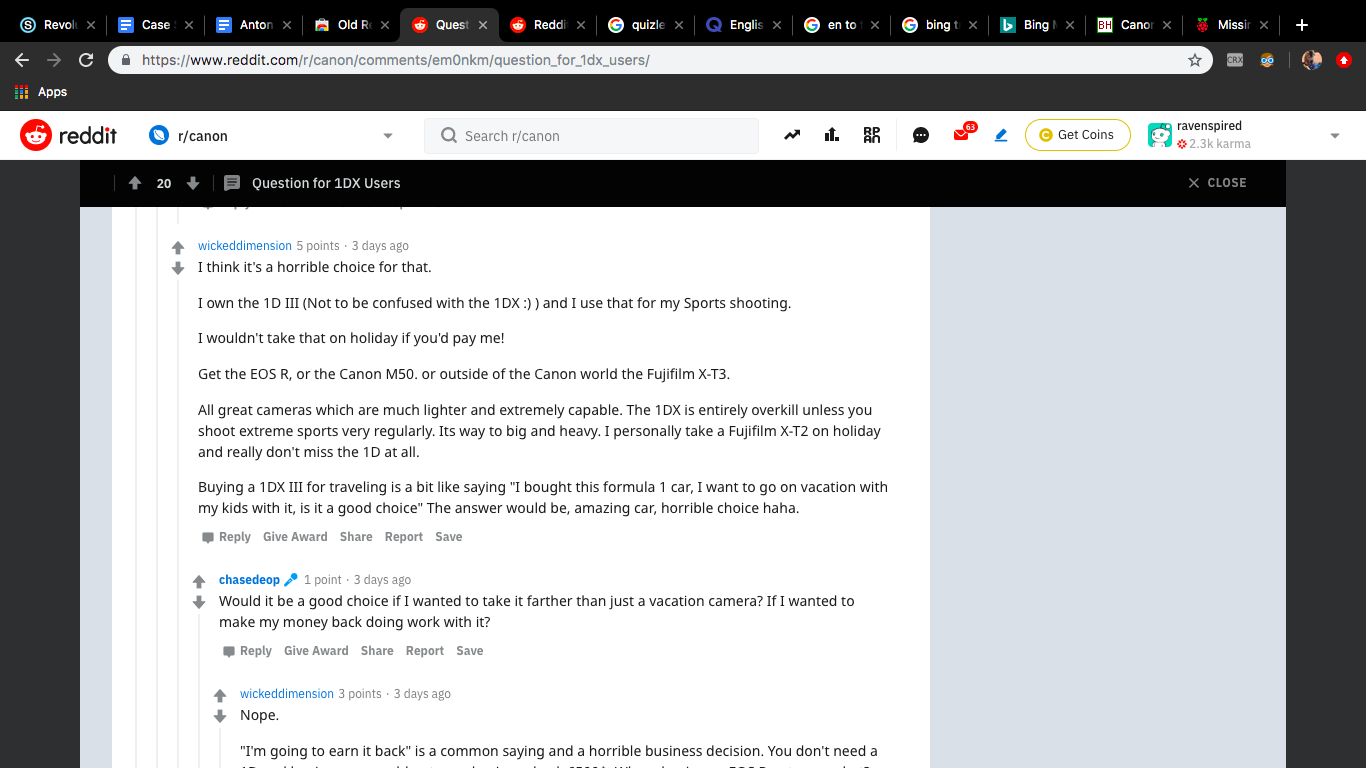 Revolu
Case
Anton
Old Re
Quest
Reddi
quizle
Englis
en to
bing t
Bing M
BH
Canon
Missin
https://www.reddit.com/r/canon/comments/em0nkm/question_for_1dx_users/
CRX
Apps
reddit
r/canon
Search r/canon
63
Get Coins
ravenspired
2.3k karma
20
Question for 1DX Users
CLOSE
wickeddimension 5 points · 3 days ago
I think it's a horrible choice for that.
I own the 1D III (Not to be confused with the 1DX :) ) and I use that for my Sports shooting.
I wouldn't take that on holiday if you'd pay me!
Get the EOS R, or the Canon M50. or outside of the Canon world the Fujifilm X-T3.
All great cameras which are much lighter and extremely capable. The 1DX is entirely overkill unless you
shoot extreme sports very regularly. Its way to big and heavy. I personally take a Fujifilm X-T2 on holiday
and really don't miss the 1D at all.
Buying a 1DX III for traveling is a bit like saying "I bought this formula 1 car, I want to go on vacation with
my kids with it, is it a good choice" The answer would be, amazing car, horrible choice haha.
Reply Give Award Share Report Save
chasedeop 1 point · 3 days ago
Would it be a good choice if I wanted to take it farther than just a vacation camera? If I wanted to
make my money back doing work with it?
Reply Give Award Share Report Save
wickeddimension 3 points · 3 days ago
Nope.
"I'm going to earn it back" is a common saying and a horrible business decision. You don't need a